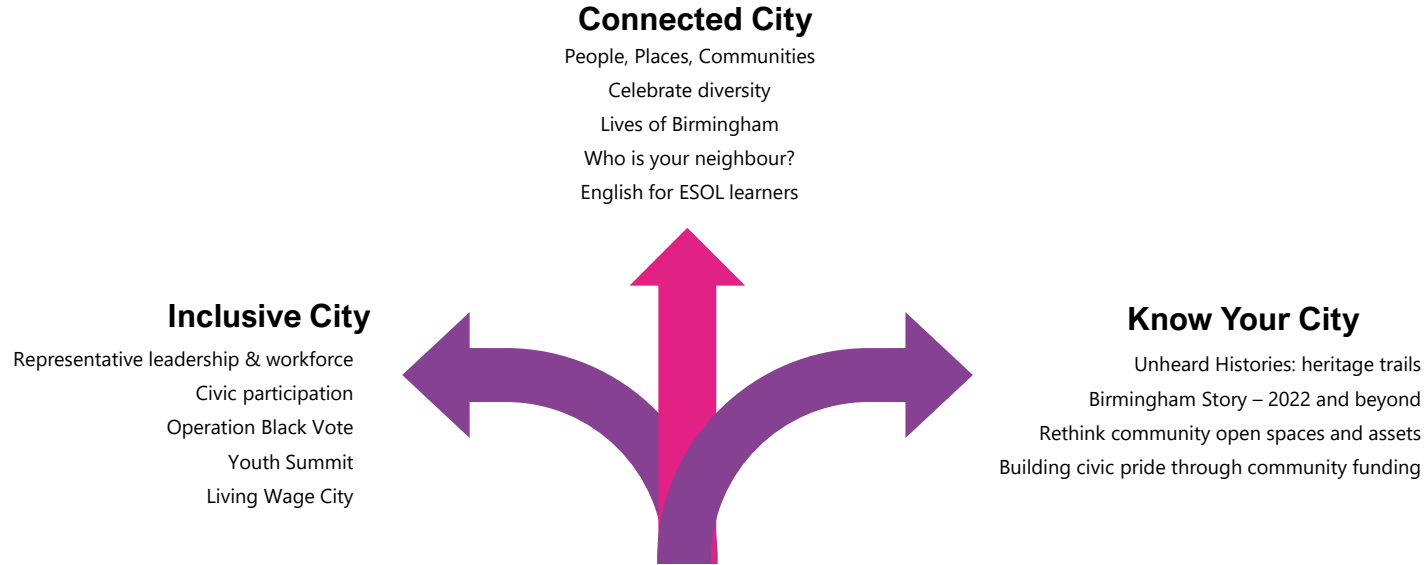 Connected City
People, Places, Communities
Celebrate diversity
Lives of Birmingham
Who is your neighbour?
English for ESOL learners
Inclusive City
Representative leadership & workforce
Civic participation
Operation Black Vote
Youth Summit
Living Wage City
Know Your City
Unheard Histories: heritage trails
Birmingham Story – 2022 and beyond
Rethink community open spaces and assets
Building civic pride through community funding